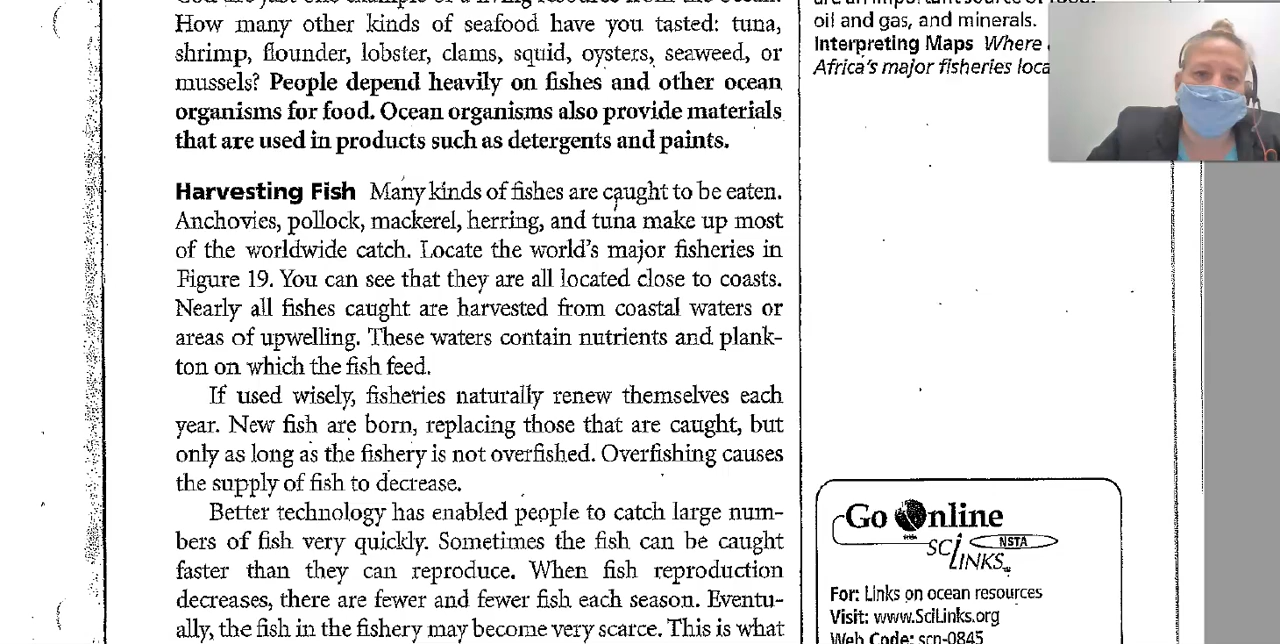 How many other kinds of seafood have you tasted: tuna,
shrimp, flounder, lobster, clams, squid, oysters, seaweed, or
mussels? People depend heavily on fishes and other ocean
organisms for food. Ocean organisms also provide materials
that are used in products such as detergents and paints.
Harvesting Fish Many kinds of fishes are caught to be eaten.
Anchovies, pollock, mackerel, herring, and tuna make up most
of the worldwide catch. Locate the world's major fisheries in
Figure 19. You can see that they are all located close to coasts.
Nearly all fishes caught are harvested from coastal waters or
areas of upwelling. These waters contain nutrients and plank-
ton on which the fish feed.
If used wisely, fisheries naturally renew themselves each
year. New fish are born, replacing those that are caught, but
only as long as the fishery is not overfished. Overfishing causes
the supply of fish to decrease.
Better technology has enabled people to catch large num-
bers of fish very quickly. Sometimes the fish can be caught
faster than they can reproduce. When fish reproduction
decreases, there are fewer and fewer fish each season. Eventu-
ally, the fish in the fishery may become very scarce. This is what
oil and gas, and minerals.
Interpreting Maps Where
Africa's major fisheries loca
Go Online
SCI LINKS NSTA
For: Links on ocean resources
Visit: www.SciLinks.org
Web Code: scn-0845